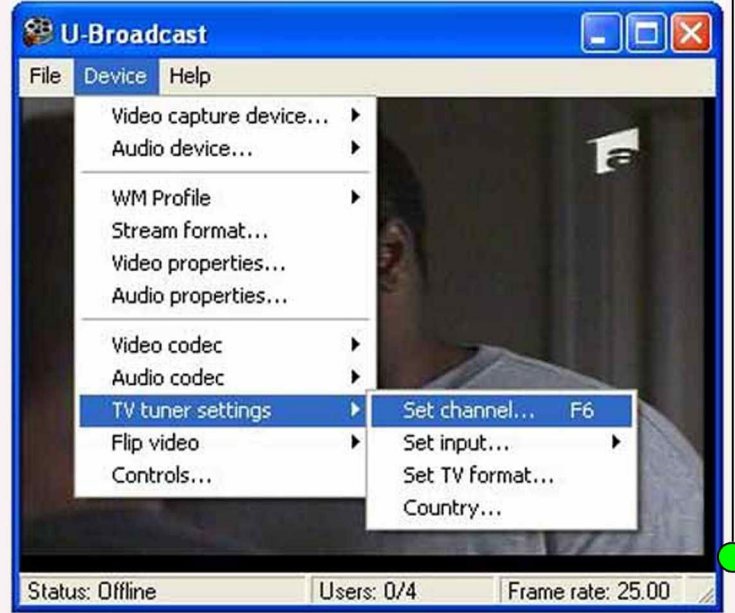 U-Broadcast
File Device Help
Video capture device...
Audio device...
WM Profile
Stream format...
Video properties...
Audio properties...
Video codec
Audio codec
TV tuner settings
Flip video
Controls...
Set channel... F6
Set input...
Set TV format...
Country...
a
Status: Offline Users: 0/4 Frame rate: 25.00